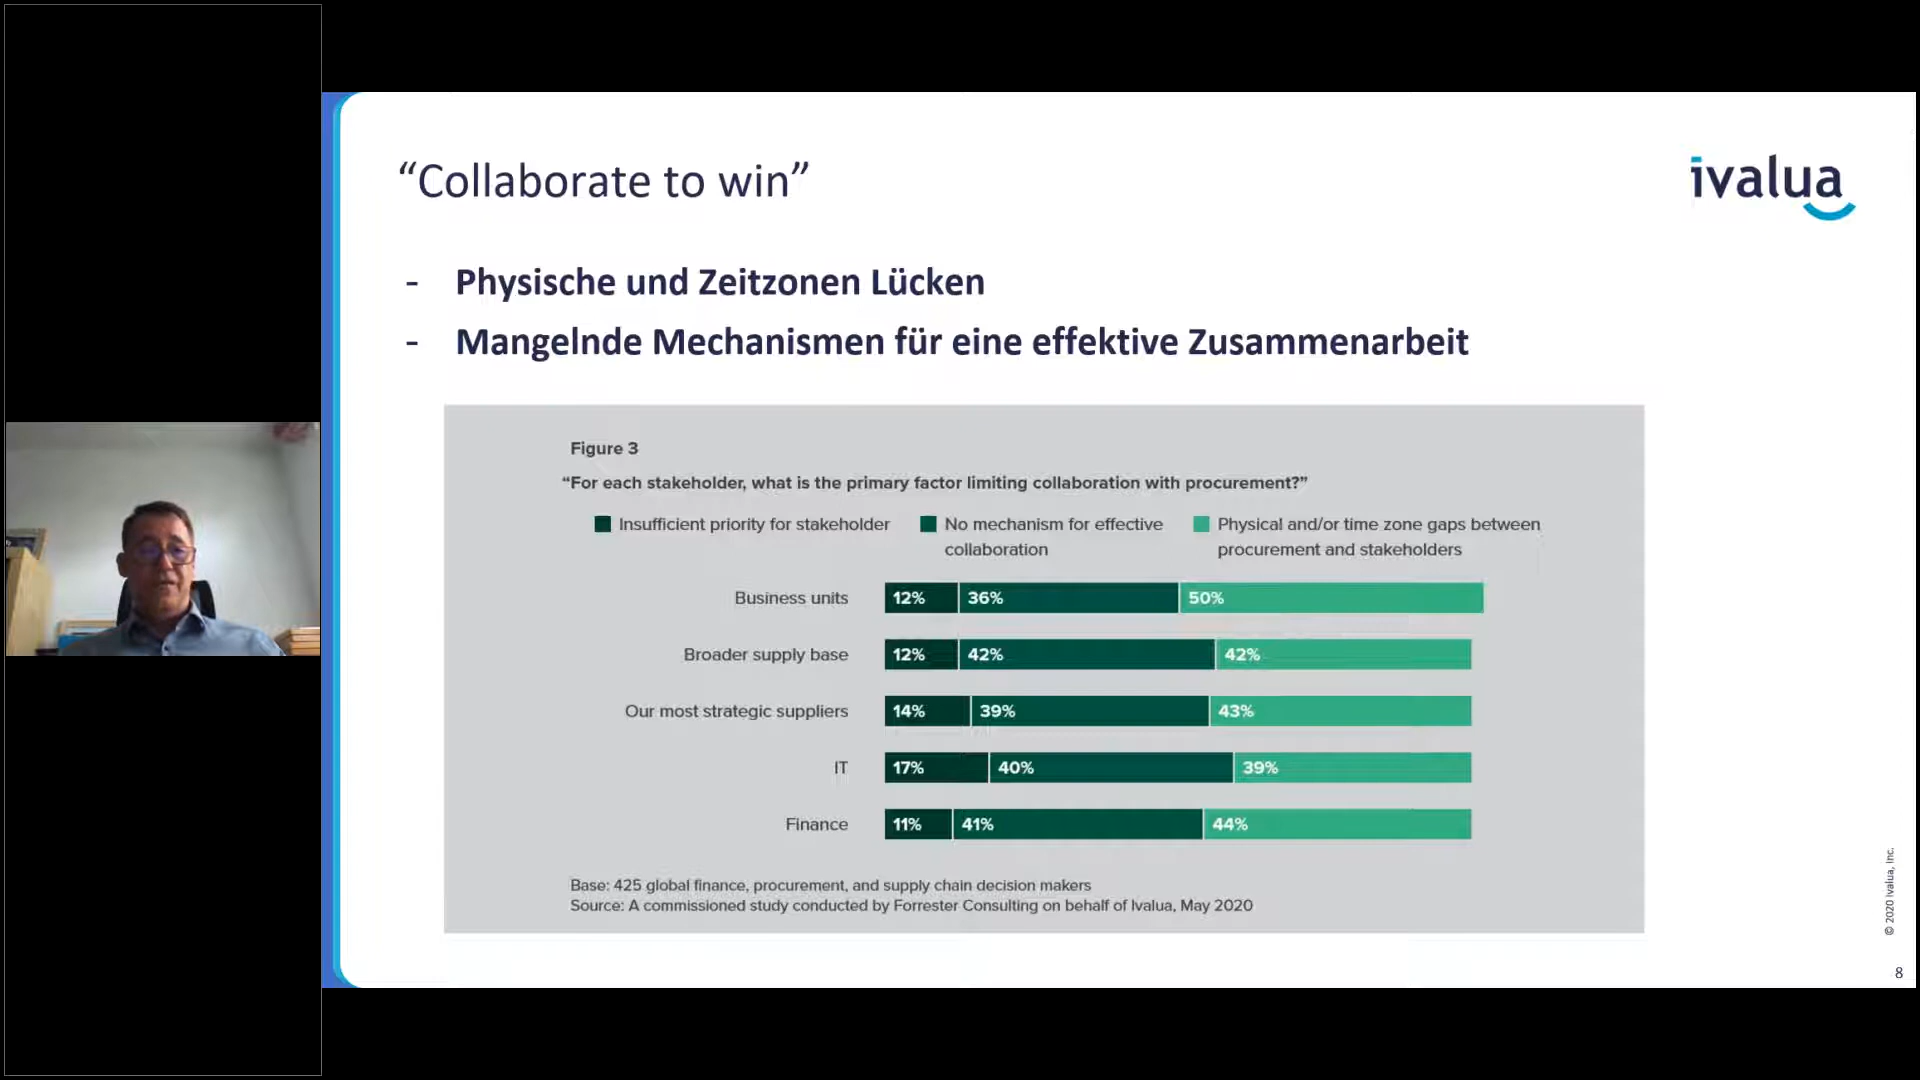 “Collaborate to win”
ivalua
- Physische und Zeitzonen Lücken
- Mangelnde Mechanismen für eine effektive Zusammenarbeit
Figure 3
“For each stakeholder, what is the primary factor limiting collaboration with procurement?”
Insufficient priority for stakeholder
No mechanism for effective
collaboration
Physical and/or time zone gaps between
procurement and stakeholders
Business units 12% 36% 50%
Broader supply base 12% 42% 42%
Our most strategic suppliers 14% 39% 43%
IT 17% 40% 39%
Finance 11% 41% 44%
Base: 425 global finance, procurement, and supply chain decision makers
Source: A commissioned study conducted by Forrester Consulting on behalf of Ivalua, May 2020
© 2020 Ivalua, Inc.
8